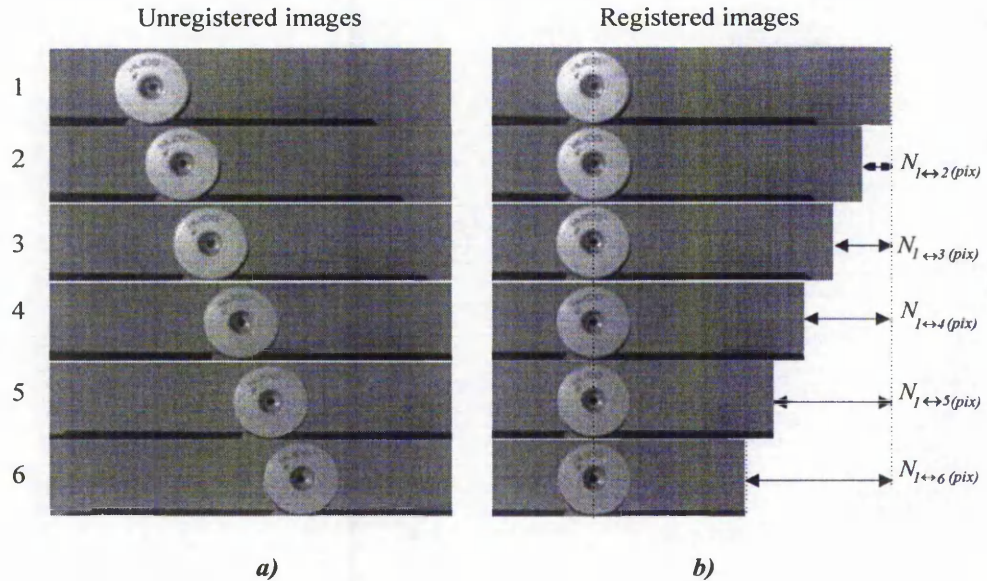 Unregistered images
Registered images
1
2
3
4
5
6
N1↔2(pix)
N1↔3(pix)
N1↔4(pix)
N1↔5(pix)
N1↔6(pix)
a)
b)